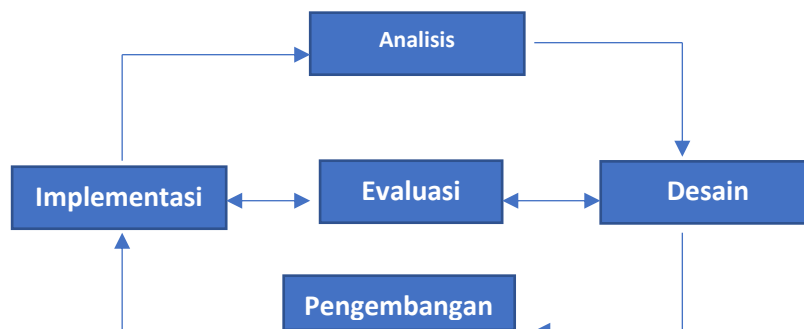 Analisis
Implementasi
Evaluasi
Desain
Pengembangan